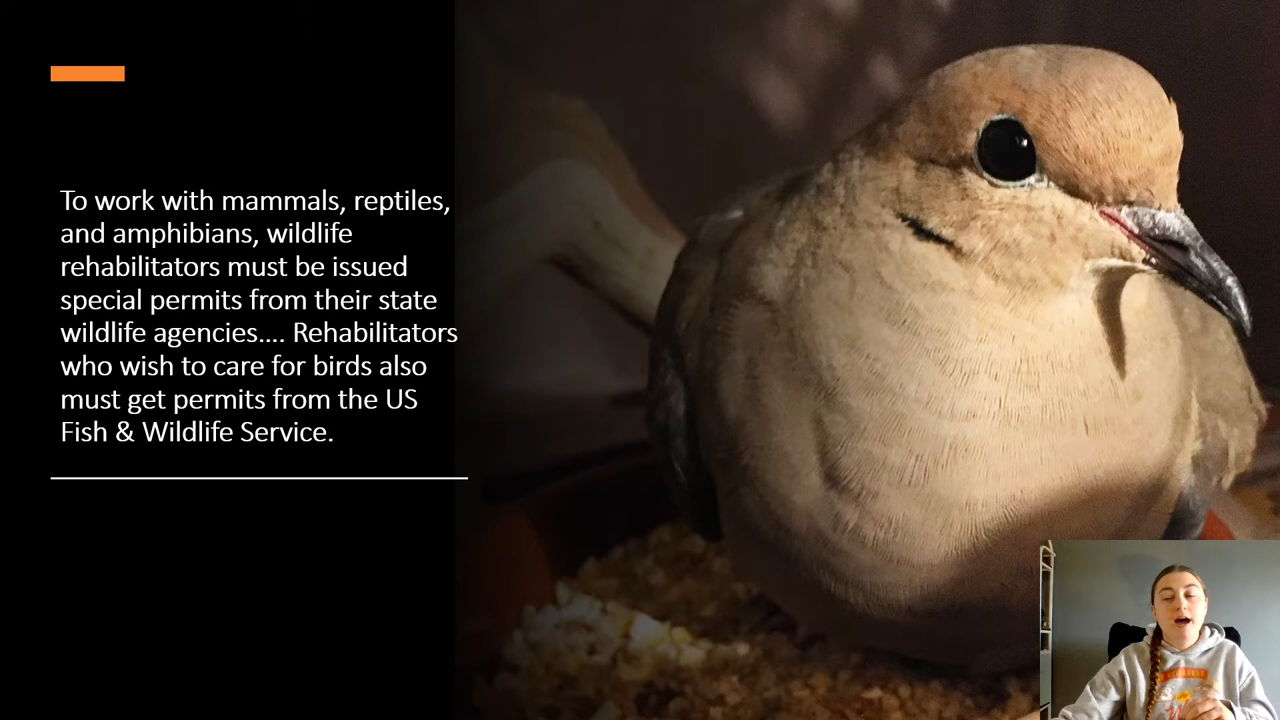 To work with mammals, reptiles,
and amphibians, wildlife
rehabilitators must be issued
special permits from their state
wildlife agencies.... Rehabilitators
who wish to care for birds also
must get permits from the US
Fish & Wildlife Service.